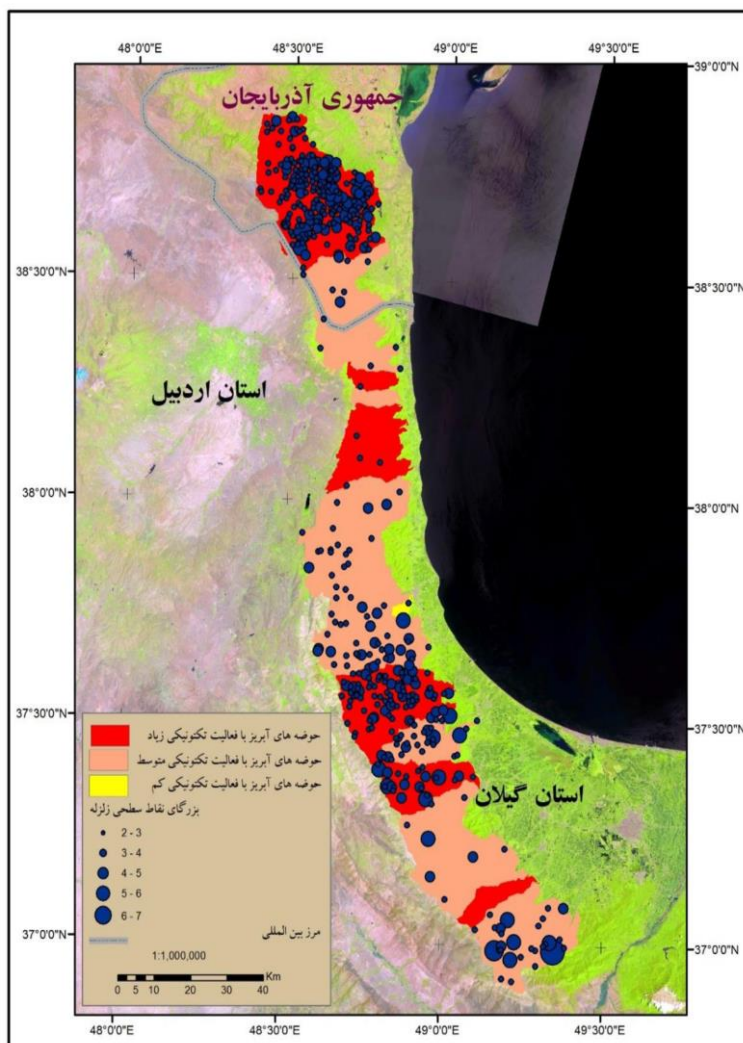 48°0'0"E 48°30'0"E 49°0'0"E 49°30'0"E
39°0'0"N
جمهوری آذربایجان
38°30'0"N 38°30'0"N
استان اردبیل
38°0'0"N 38°0'0"N
37°30'0"N 37°30'0"N
حوضه های آبریز با فعالیت تکتونیکی زیاد
حوضه های آبریز با فعالیت تکتونیکی متوسط
حوضه های آبریز با فعالیت تکتونیکی کم
استان گیلان
بزرگای نقاط سطحی زلزله
2 - 3
3 - 4
4 - 5
5 - 6
6 - 7
مرز بین المللی
1:1,000,000
Km
0 5 10 20 30 40
37°0'0"N 37°0'0"N
48°0'0"E 48°30'0"E 49°0'0"E 49°30'0"E